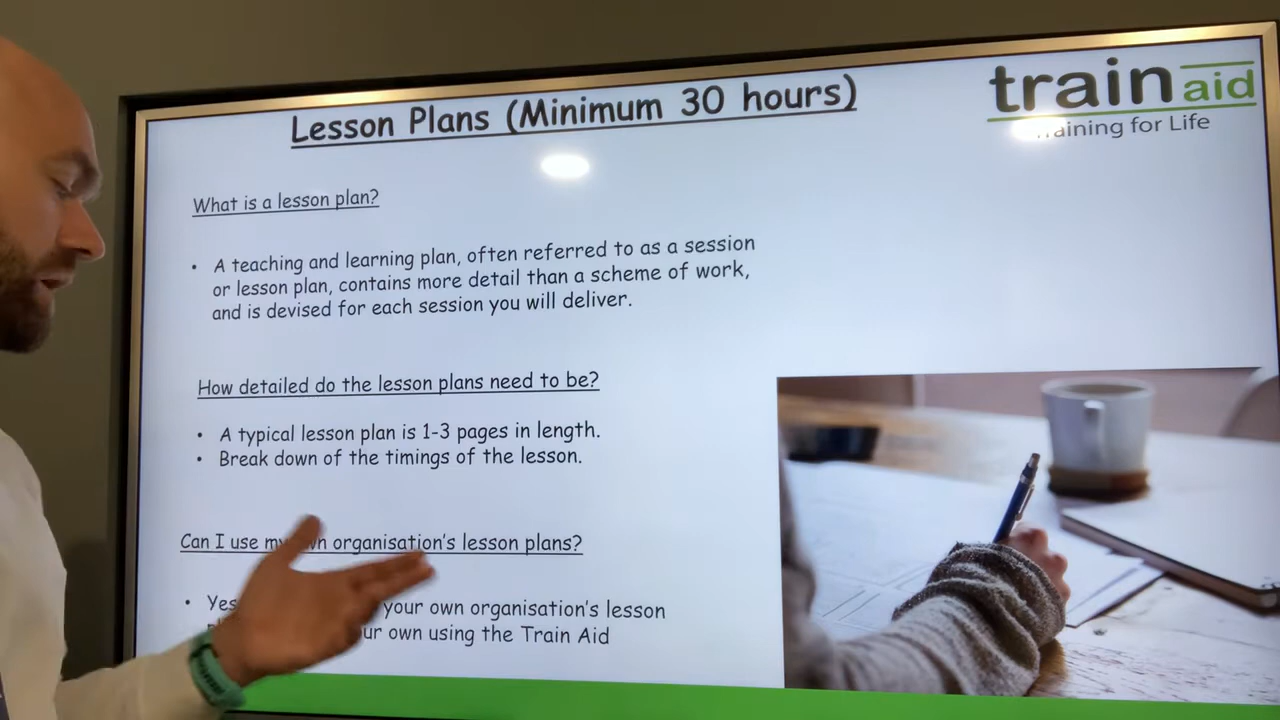 Lesson Plans (Minimum 30 hours)
train aid
Training for Life
What is a lesson plan?
• A teaching and learning plan, often referred to as a session
or lesson plan, contains more detail than a scheme of work,
and is devised for each session you will deliver.
How detailed do the lesson plans need to be?
• A typical lesson plan is 1-3 pages in length.
• Break down of the timings of the lesson.
Can I use my own organisation's lesson plans?
• Yes your own organisation's lesson
own using the Train Aid